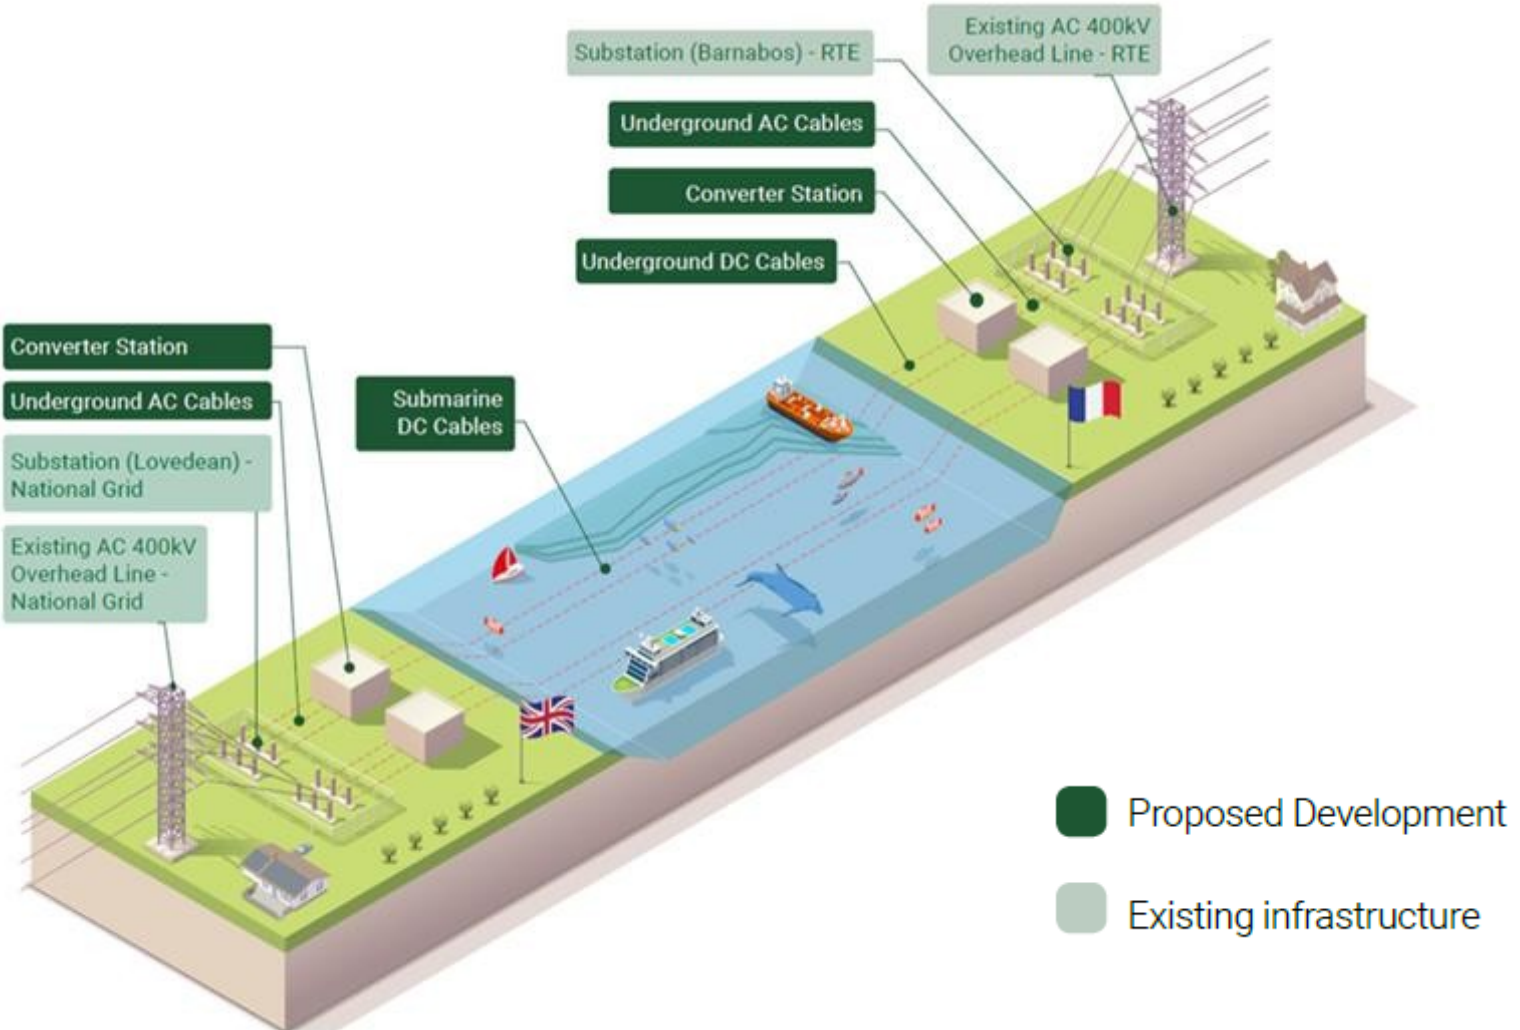 Existing AC 400kV
Overhead Line - RTE
Substation (Barnabos) - RTE
Underground AC Cables
Converter Station
Underground DC Cables
Converter Station
Underground AC Cables
Substation (Lovedean) -
National Grid
Existing AC 400kV
Overhead Line -
National Grid
Submarine
DC Cables
Proposed Development
Existing infrastructure